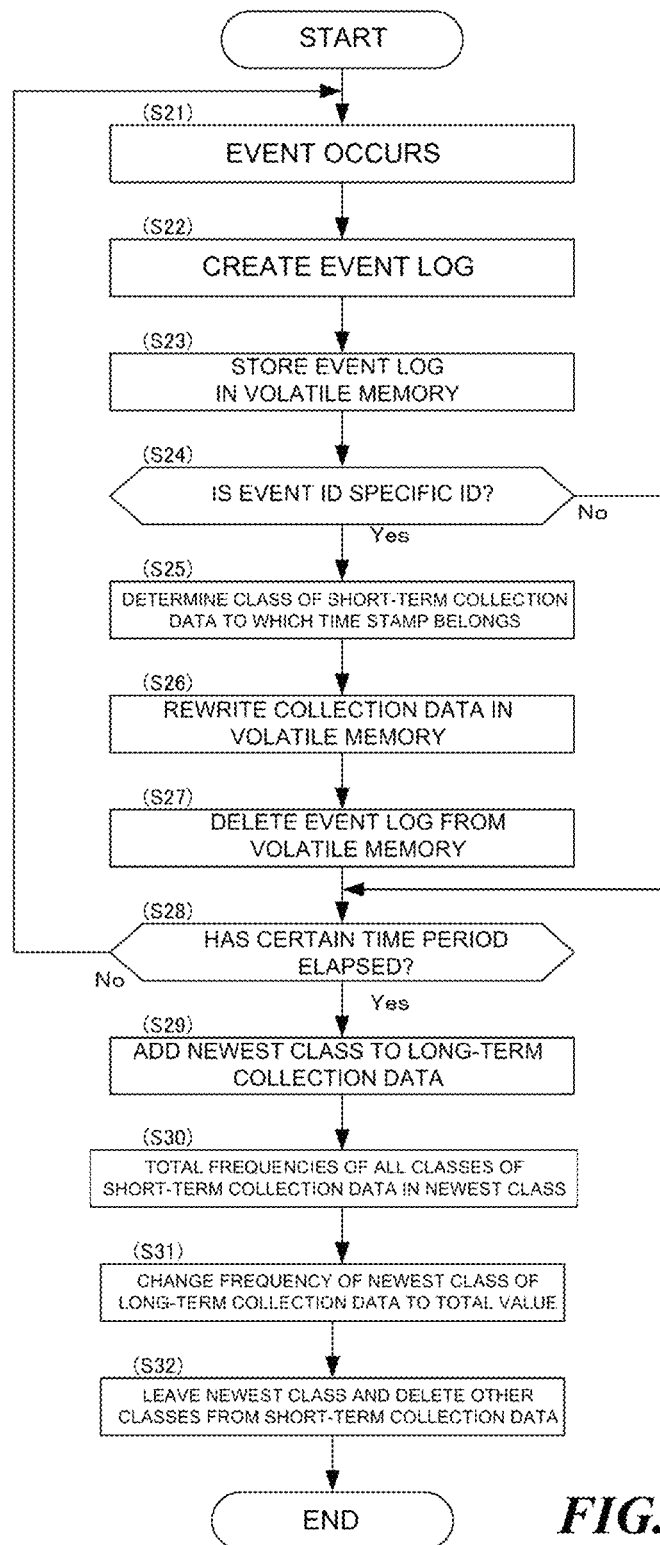 START
(S21)
EVENT OCCURS
(S22)
CREATE EVENT LOG
(S23)
STORE EVENT LOG
IN VOLATILE MEMORY
(S24)
IS EVENT ID SPECIFIC ID?
No
Yes
(S25)
DETERMINE CLASS OF SHORT-TERM COLLECTION
DATA TO WHICH TIME STAMP BELONGS
(S26)
REWRITE COLLECTION DATA IN
VOLATILE MEMORY
(S27)
DELETE EVENT LOG FROM
VOLATILE MEMORY
(S28)
HAS CERTAIN TIME PERIOD
ELAPSED?
No
Yes
(S29)
ADD NEWEST CLASS TO LONG-TERM
COLLECTION DATA
(S30)
TOTAL FREQUENCIES OF ALL CLASSES OF
SHORT-TERM COLLECTION DATA IN NEWEST CLASS
(S31)
CHANGE FREQUENCY OF NEWEST CLASS OF
LONG-TERM COLLECTION DATA TO TOTAL VALUE
(S32)
LEAVE NEWEST CLASS AND DELETE OTHER
CLASSES FROM SHORT-TERM COLLECTION DATA
END
FIG.